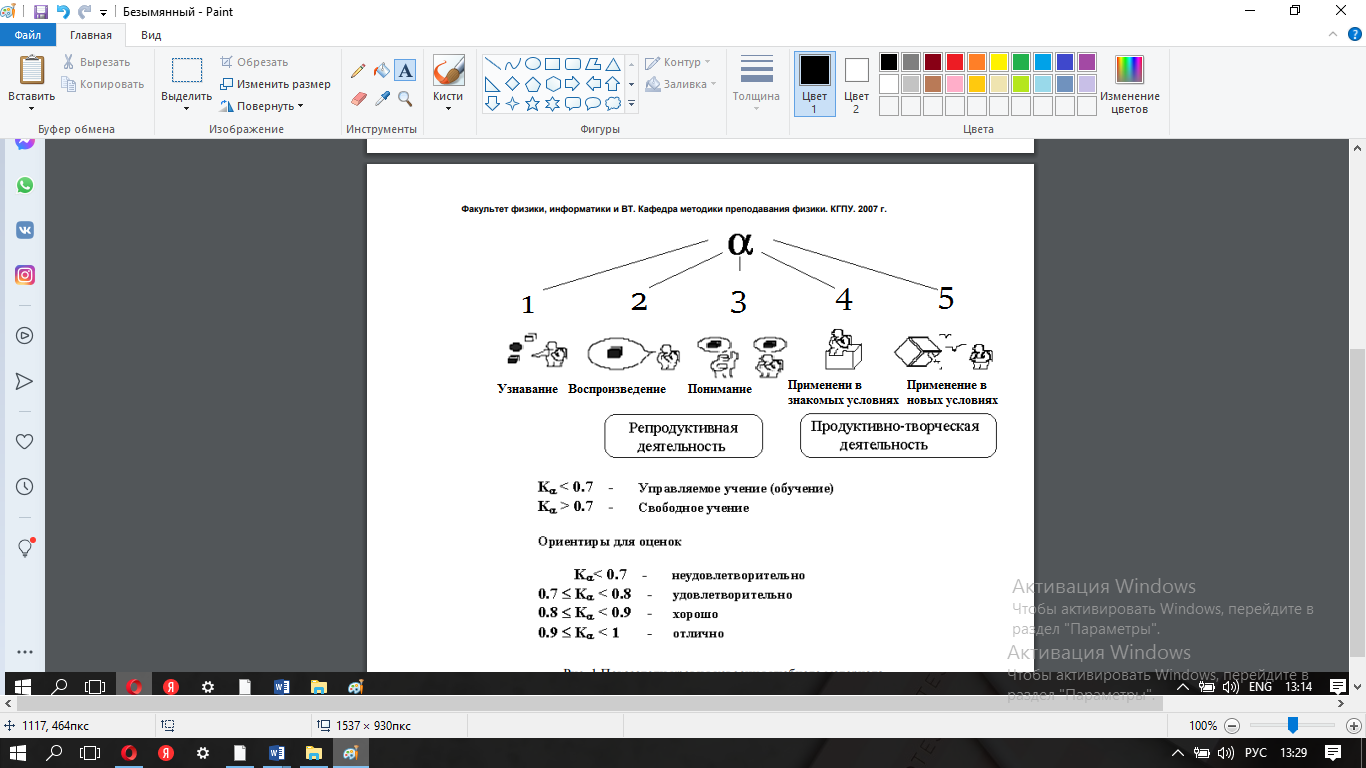 Безымянный - Paint
Файл Главная Вид
Вставить
Вырезать
Копировать
Буфер обмена
Выделить
Обрезать
Изменить размер
Повернуть
Изображение
A
Инструменты
Кисти
Контур
Заливка
Фигуры
Толщина
Цвет 1
Цвет 2
Изменение цветов
Цвета
Факультет физики, информатики и ВТ. Кафедра методики преподавания физики. КГПУ. 2007 г.
α
1 2 3 4 5
Узнавание Воспроизведение Понимание Применени в знакомых условиях Применение в новых условиях
Репродуктивная деятельность
Продуктивно-творческая деятельность
Kα < 0.7 - Управляемое учение (обучение)
Kα > 0.7 - Свободное учение
Ориентиры для оценок
Kα< 0.7 - неудовлетворительно
0.7 ≤ Kα < 0.8 - удовлетворительно
0.8 ≤ Kα < 0.9 - хорошо
0.9 ≤ Kα < 1 - отлично
Активация Windows
Чтобы активировать Windows, перейдите в
раздел "Параметры".
Активация Windows
Чтобы активировать Windows, перейдите в
раздел "Параметры".
ENG 13:14
1117, 464пкс 1537 × 930пкс 100%
РУС 13:29